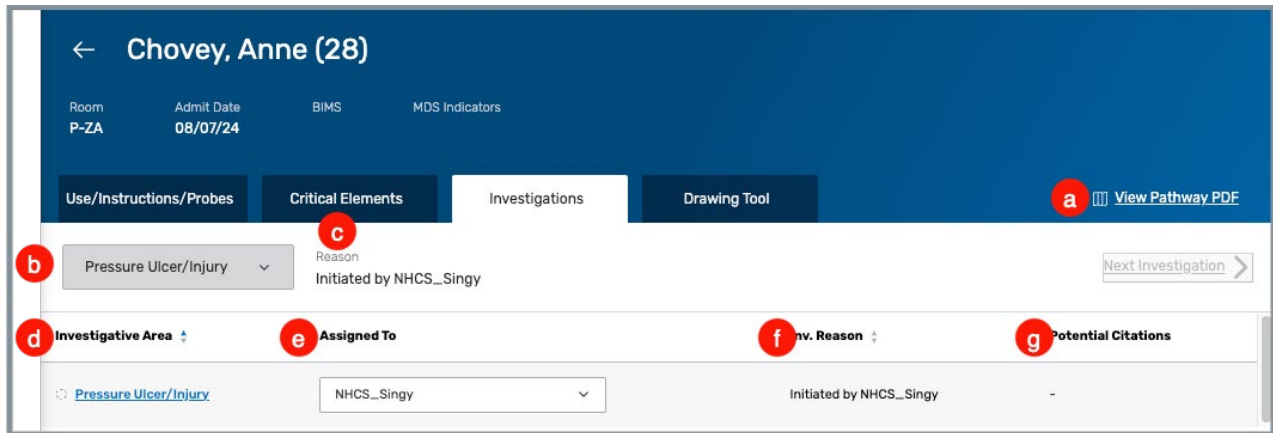 ← Chovey, Anne (28)
Room Admit Date BIMS MDS Indicators
P-ZA 08/07/24
Use/Instructions/Probes Critical Elements Investigations Drawing Tool a View Pathway PDF
c
b Pressure Ulcer/Injury Reason Next Investigation
Initiated by NHCS_Singy
d Investigative Area e Assigned To f nv. Reason g Potential Citations
Pressure Ulcer/Injury NHCS_Singy Initiated by NHCS_Singy -